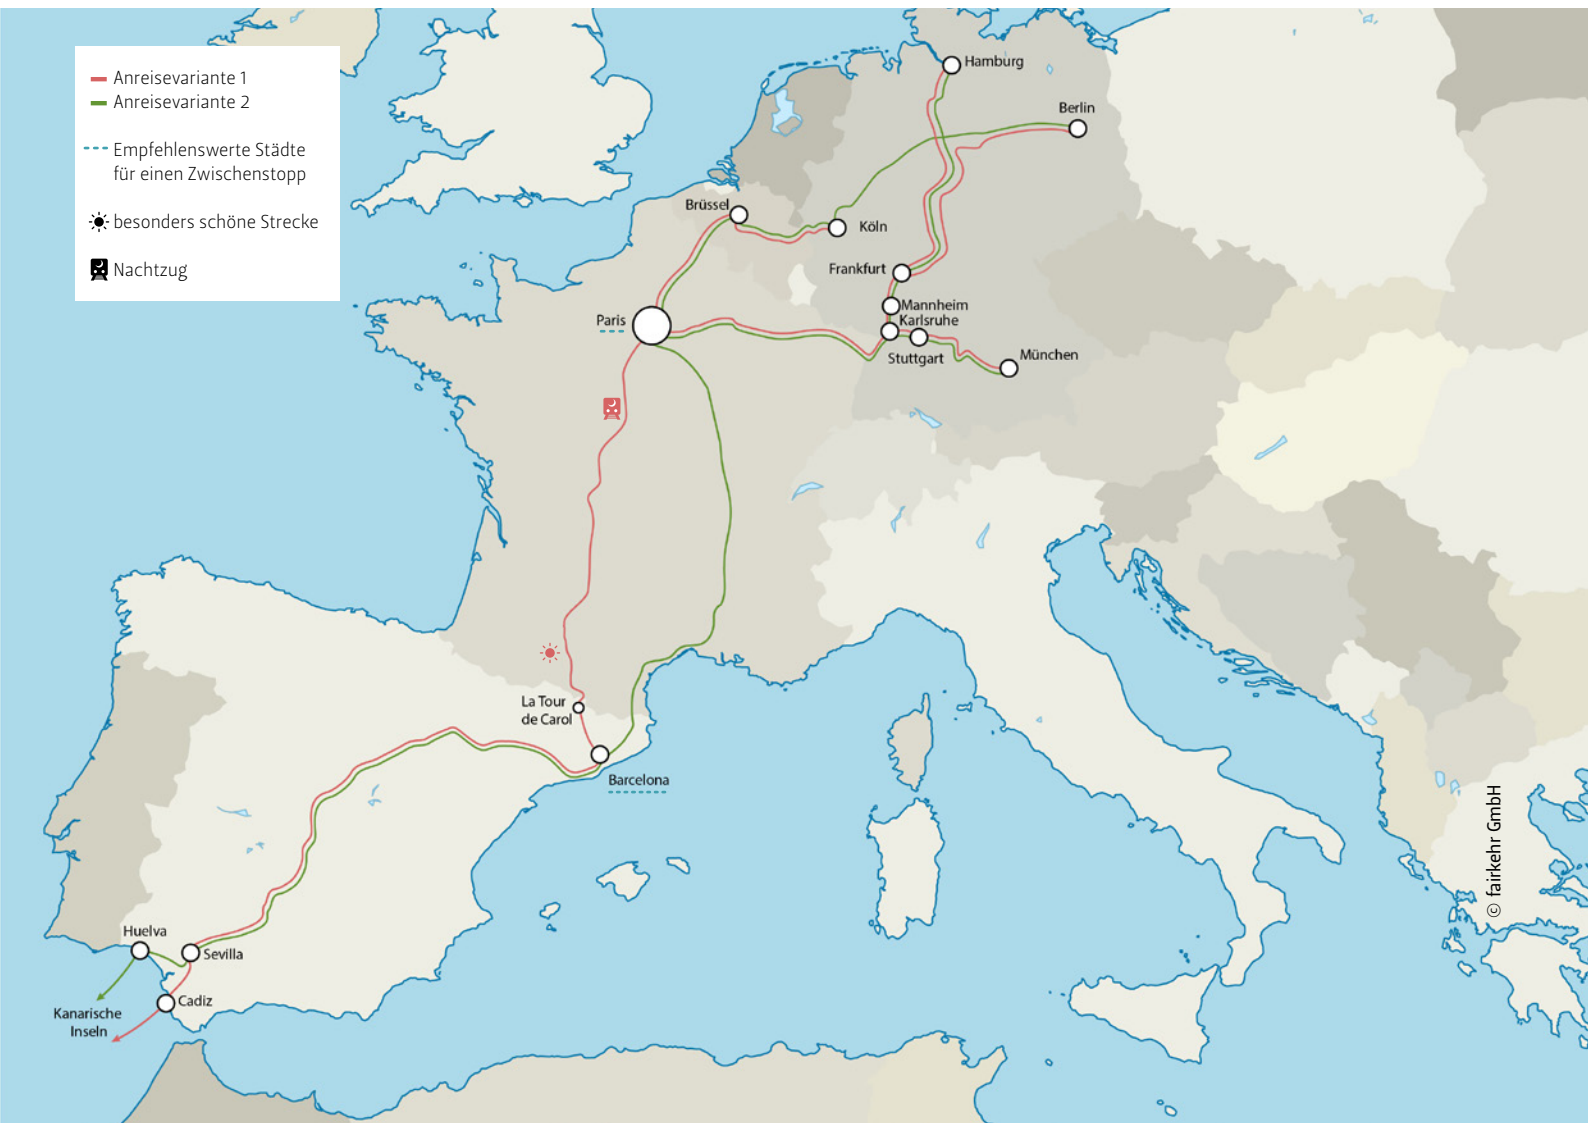 Anreisevariante 1
Anreisevariante 2
Empfehlenswerte Städte
für einen Zwischenstopp
besonders schöne Strecke
Nachtzug
Hamburg
Berlin
Brüssel
Köln
Frankfurt
Mannheim
Karlsruhe
Paris
Stuttgart
München
La Tour
de Carol
Barcelona
Huelva
Sevilla
Cadiz
Kanarische
Inseln
© fairkehr GmbH